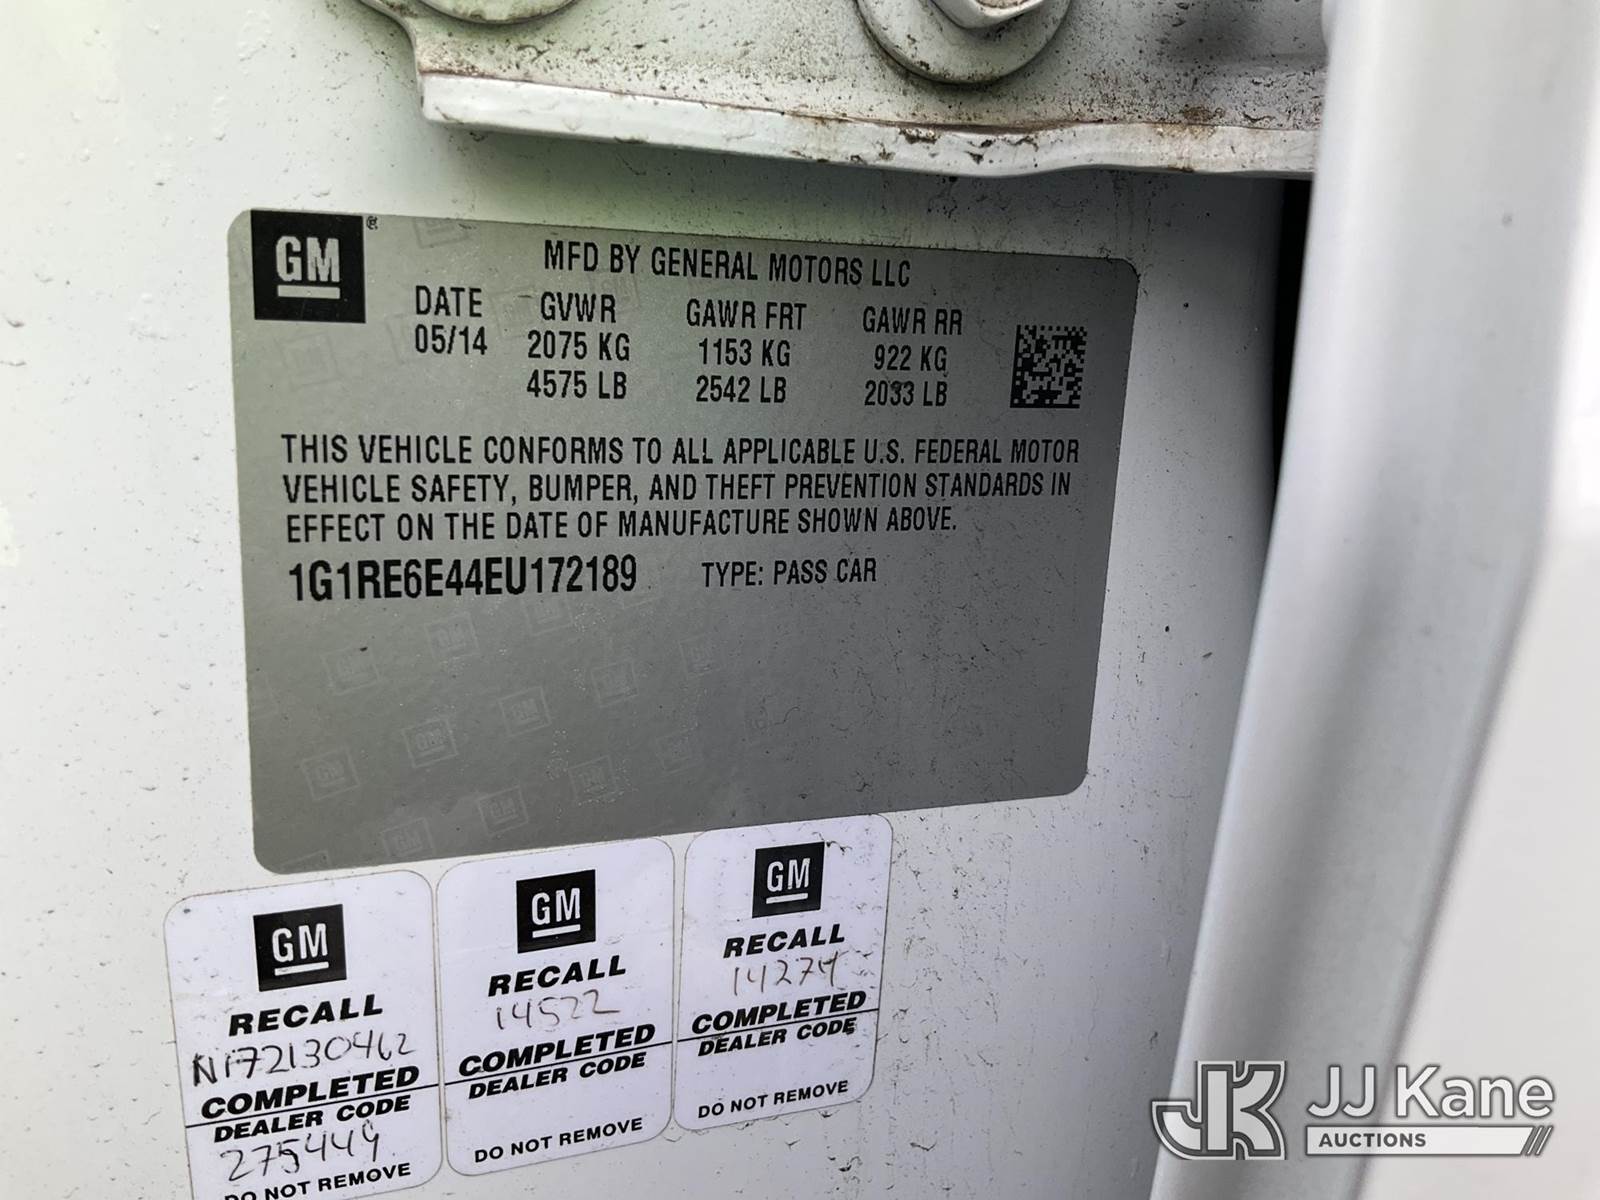 GM
MFD BY GENERAL MOTORS LLC
DATE GVWR GAWR FRT GAWR RR
05/14 2075 KG 1153 KG 922 KG
4575 LB 2542 LB 2033 LB
THIS VEHICLE CONFORMS TO ALL APPLICABLE U.S. FEDERAL MOTOR
VEHICLE SAFETY, BUMPER, AND THEFT PREVENTION STANDARDS IN
EFFECT ON THE DATE OF MANUFACTURE SHOWN ABOVE.
1G1RE6E44EU172189 TYPE: PASS CAR
GM
RECALL
N172130462
COMPLETED
DEALER CODE
275449
DO NOT REMOVE
GM
RECALL
14522
COMPLETED
DEALER CODE
DO NOT REMOVE
GM
RECALL
14274
COMPLETED
DEALER CODE
DO NOT REMOVE
JK JJ Kane
AUCTIONS